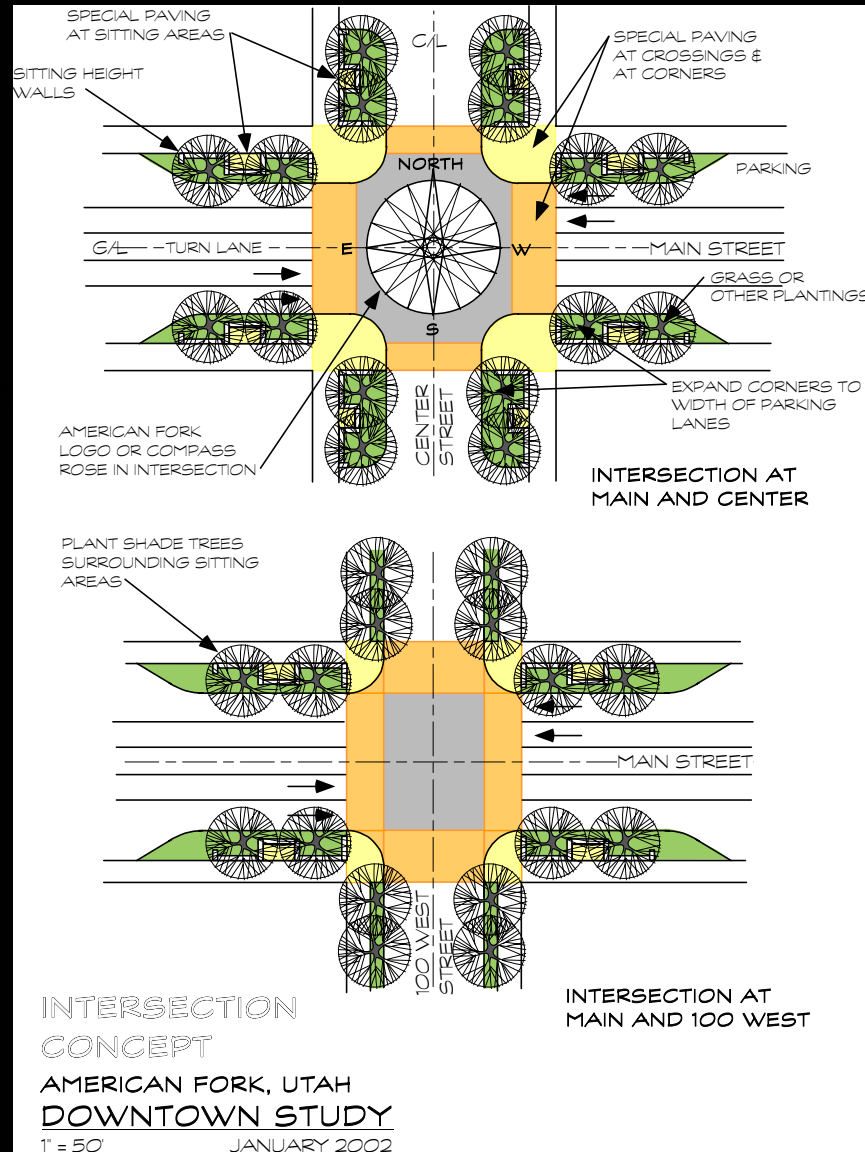 SPECIAL PAVING
AT SITTING AREAS
C/L
SPECIAL PAVING
AT CROSSINGS &
AT CORNERS
SITTING HEIGHT
WALLS
NORTH
PARKING
C/L
TURN LANE
E
W
MAIN STREET
GRASS OR
OTHER PLANTINGS
S
CENTER
STREET
EXPAND CORNERS TO
WIDTH OF PARKING
LANES
AMERICAN FORK
LOGO OR COMPASS
ROSE IN INTERSECTION
INTERSECTION AT
MAIN AND CENTER
PLANT SHADE TREES
SURROUNDING SITTING
AREAS
MAIN STREET
100 WEST
STREET
INTERSECTION AT
MAIN AND 100 WEST
INTERSECTION
CONCEPT
AMERICAN FORK, UTAH
DOWNTOWN STUDY
1" = 50' JANUARY 2002